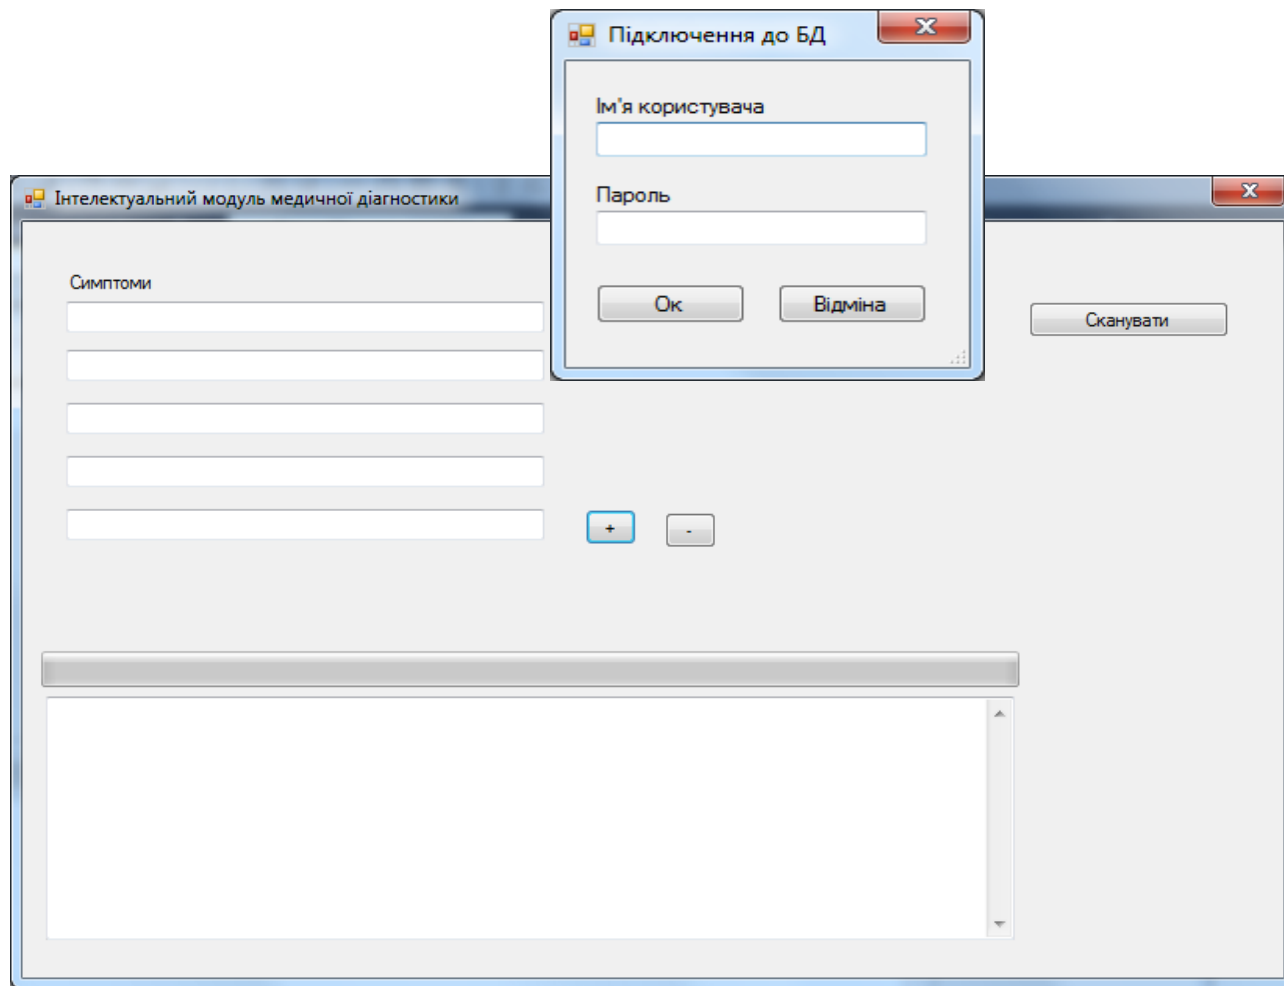 Підключення до БД
Ім'я користувача
Пароль
Ок Відміна
Інтелектуальний модуль медичної діагностики
Симптоми
Сканувати
+ -